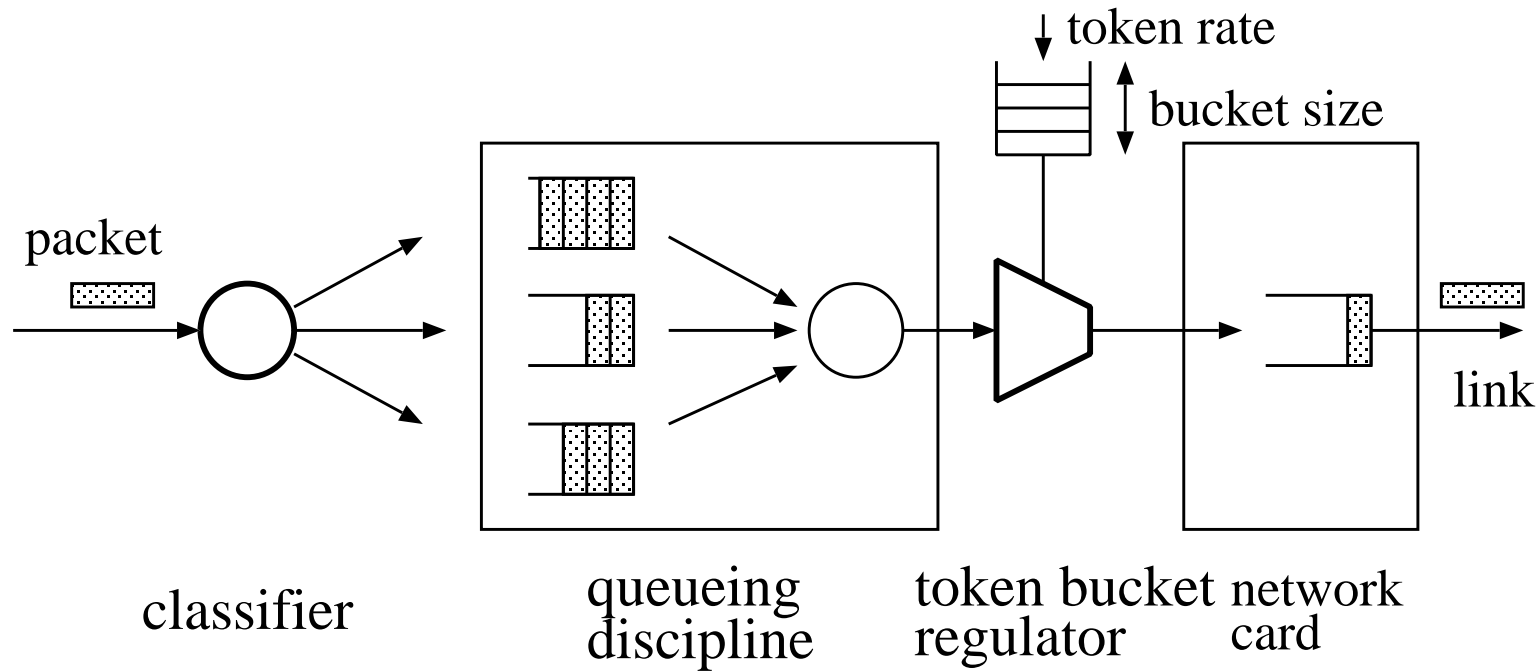 token rate
bucket size
packet
link
classifier
queueing
discipline
token bucket
regulator
network
card